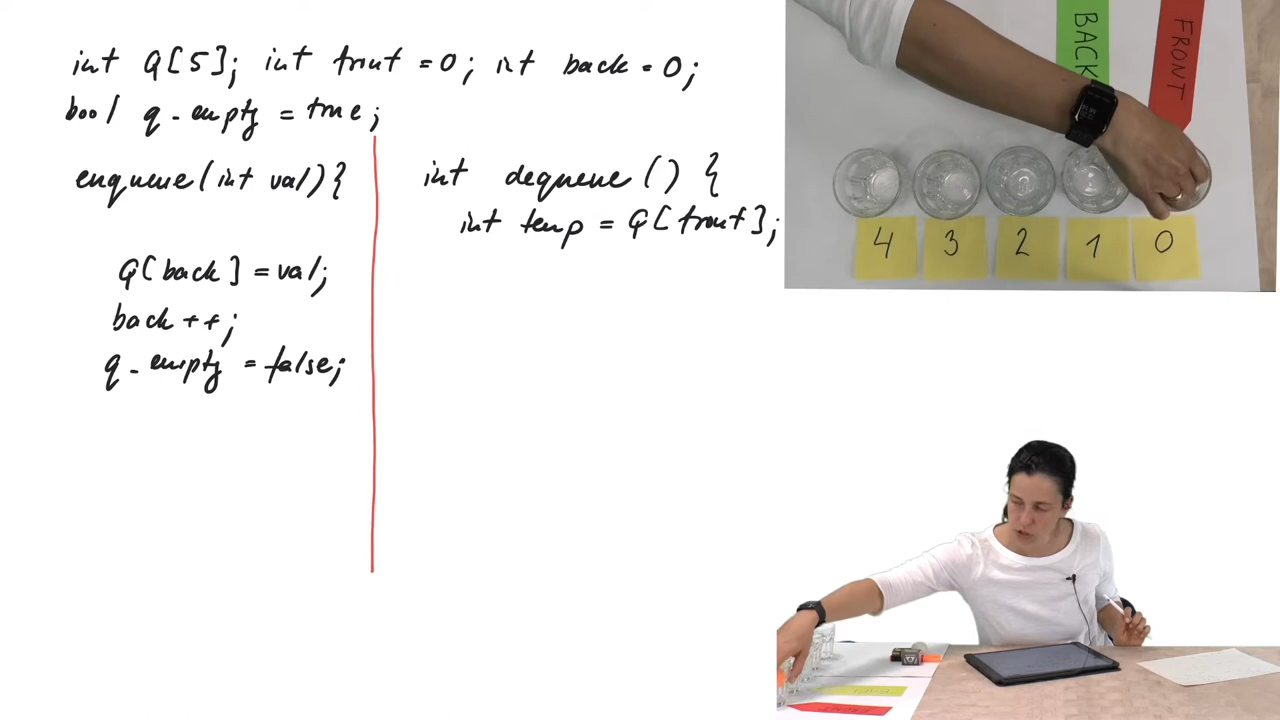 int Q[5]; int front = 0; int back = 0;
bool q_empty = true;
enqueue(int val){
Q[back] = val;
back++;
q_empty = false;
int dequeue () {
int temp = Q[front];
BACK
FRONT
4 3 2 1 0
FRONT